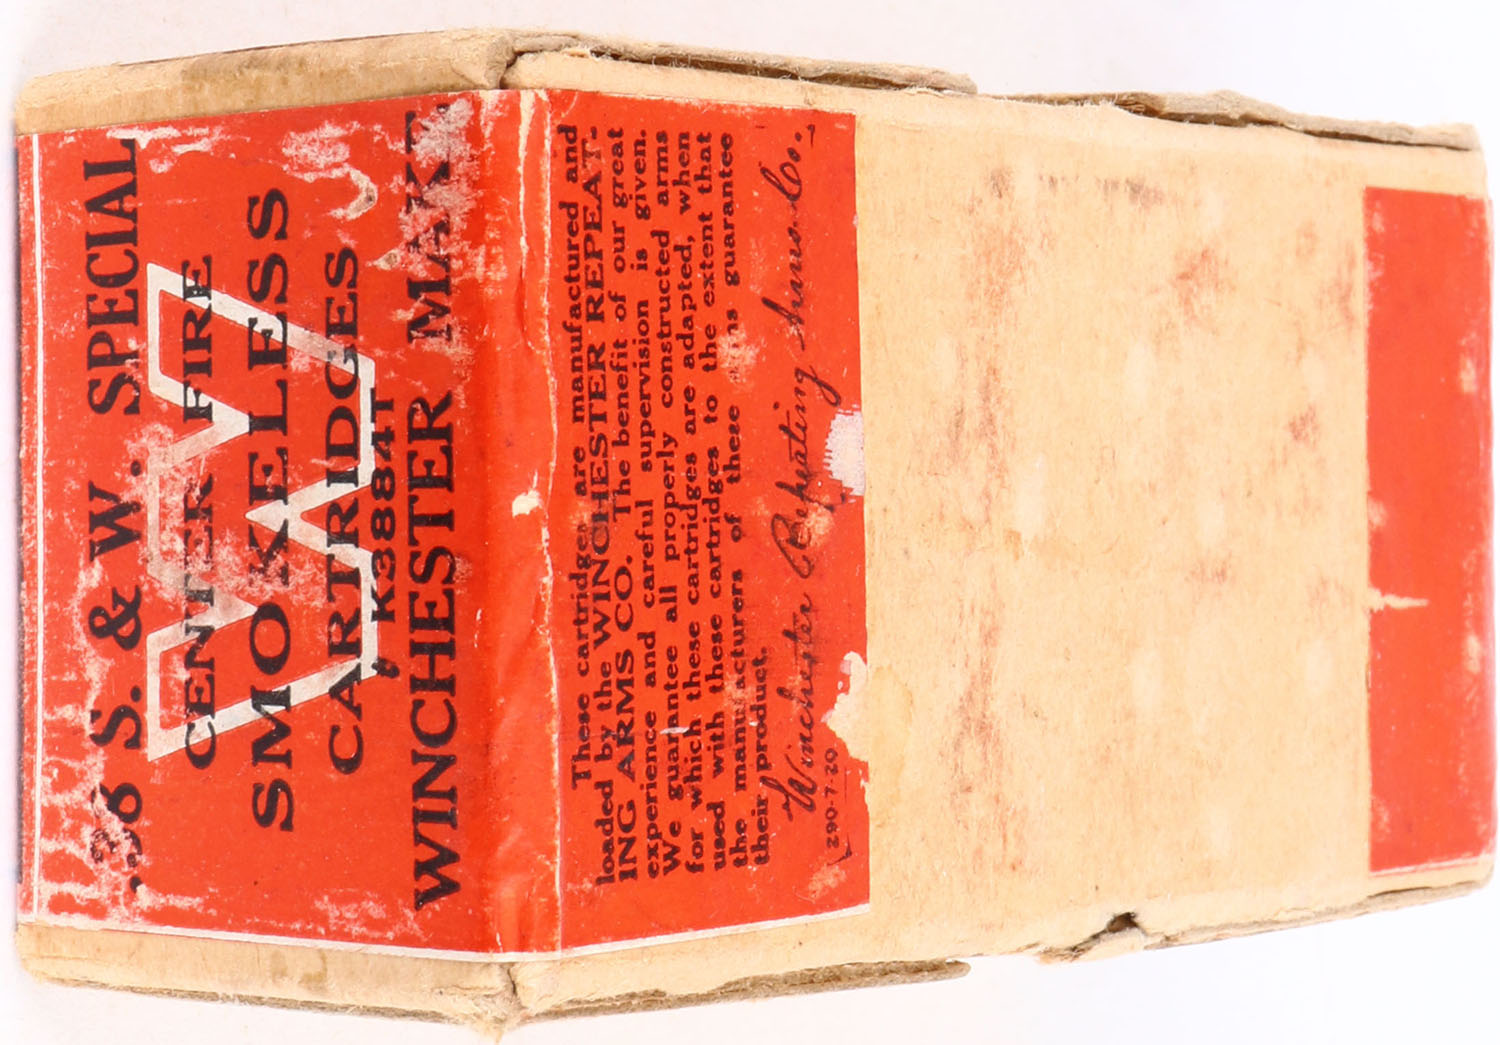 .38 S. & W. SPECIAL
CENTER FIRE
SMOKELESS
CARTRIDGES
K3884T
WINCHESTER MAKE
These cartridges are manufactured and
loaded by the WINCHESTER REPEAT-
ING ARMS CO. The benefit of our great
experience and careful supervision is given.
We guarantee all properly constructed arms
for which these cartridges are adapted, when
used with these cartridges to the extent that
the manufacturers of these arms guarantee
their product.
Winchester Repeating Arms Co.
290-7-20